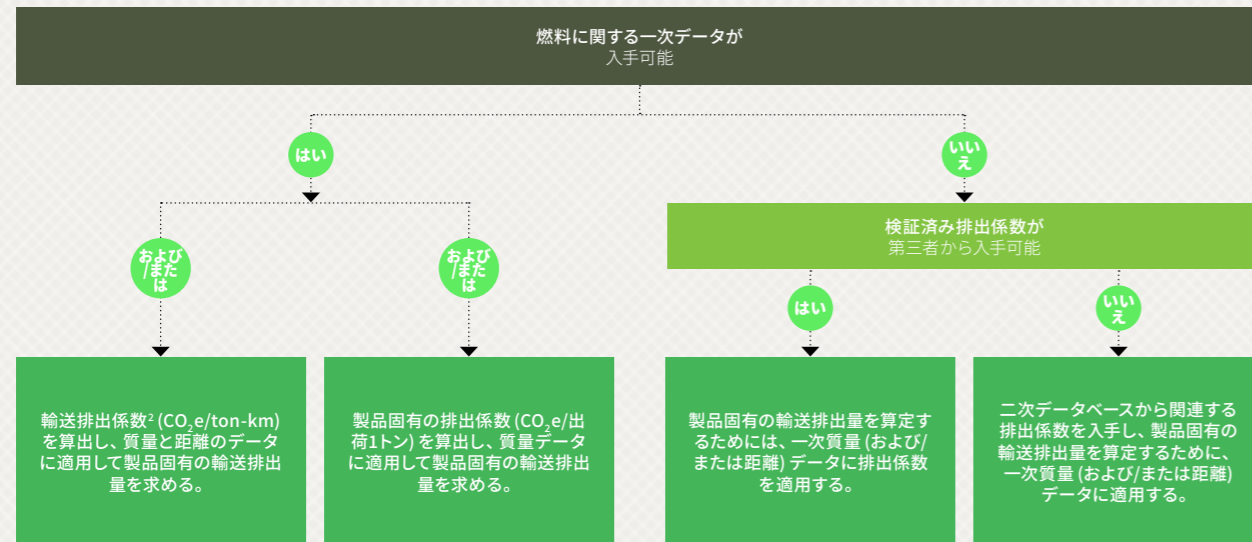 燃料に関する一次データが
入手可能
はい
いい
え
検証済み排出係数が
第三者から入手可能
および
/また
は
および
/また
は
はい
いい
え
輸送排出係数² (CO₂e/ton-km)
を算出し、質量と距離のデータ
に適用して製品固有の輸送排出
量を求める。
製品固有の排出係数 (CO₂e/出
荷1トン) を算出し、質量データ
に適用して製品固有の輸送排出
量を求める。
製品固有の輸送排出量を算定す
るためには、一次質量 (および/
または距離) データに排出係数
を適用する。
二次データベースから関連する
排出係数を入手し、製品固有の
輸送排出量を算定するために、
一次質量 (および/または距離)
データに適用する。